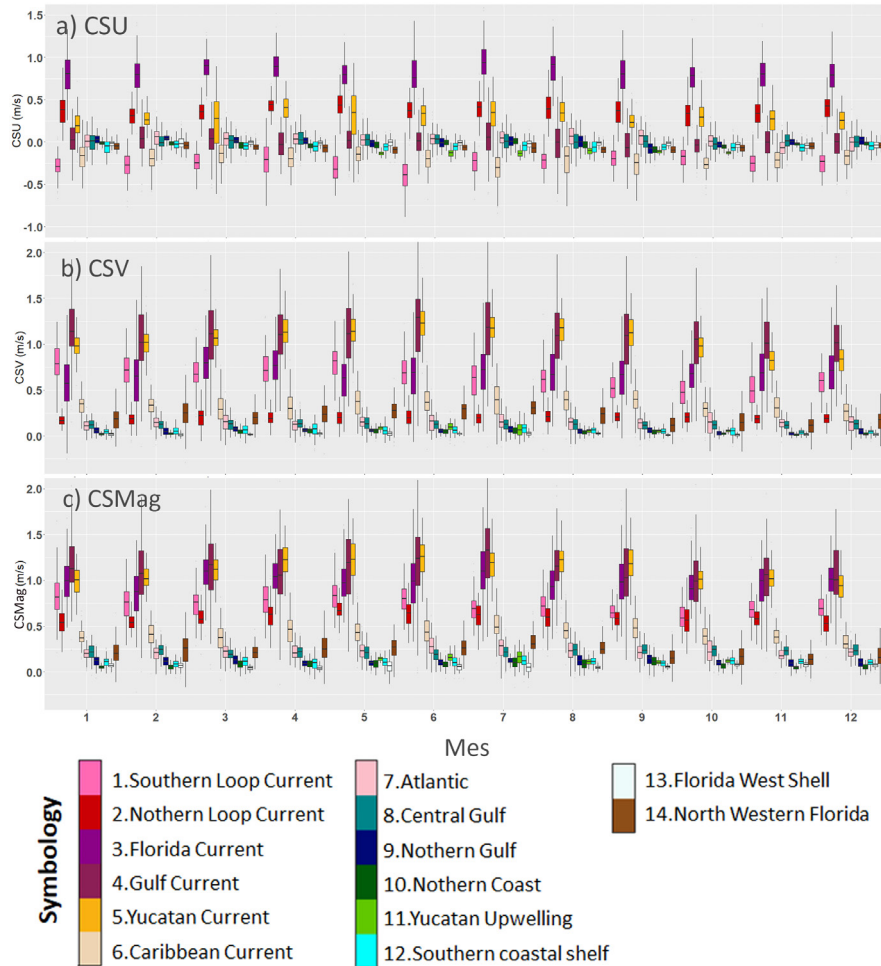 a) CSU
CSU (m/s)
1.5
1.0
0.5
0.0
-0.5
-1.0
b) CSV
CSV (m/s)
2.0
1.5
1.0
0.5
0.0
c) CSMag
CSMag (m/s)
2.0
1.5
1.0
0.5
0.0
1 2 3 4 5 6 7 8 9 10 11 12
Mes
Symbology
1.Southern Loop Current
2.Nothern Loop Current
3.Florida Current
4.Gulf Current
5.Yucatan Current
6.Caribbean Current
7.Atlantic
8.Central Gulf
9.Nothern Gulf
10.Nothern Coast
11.Yucatan Upwelling
12.Southern coastal shelf
13.Florida West Shell
14.North Western Florida